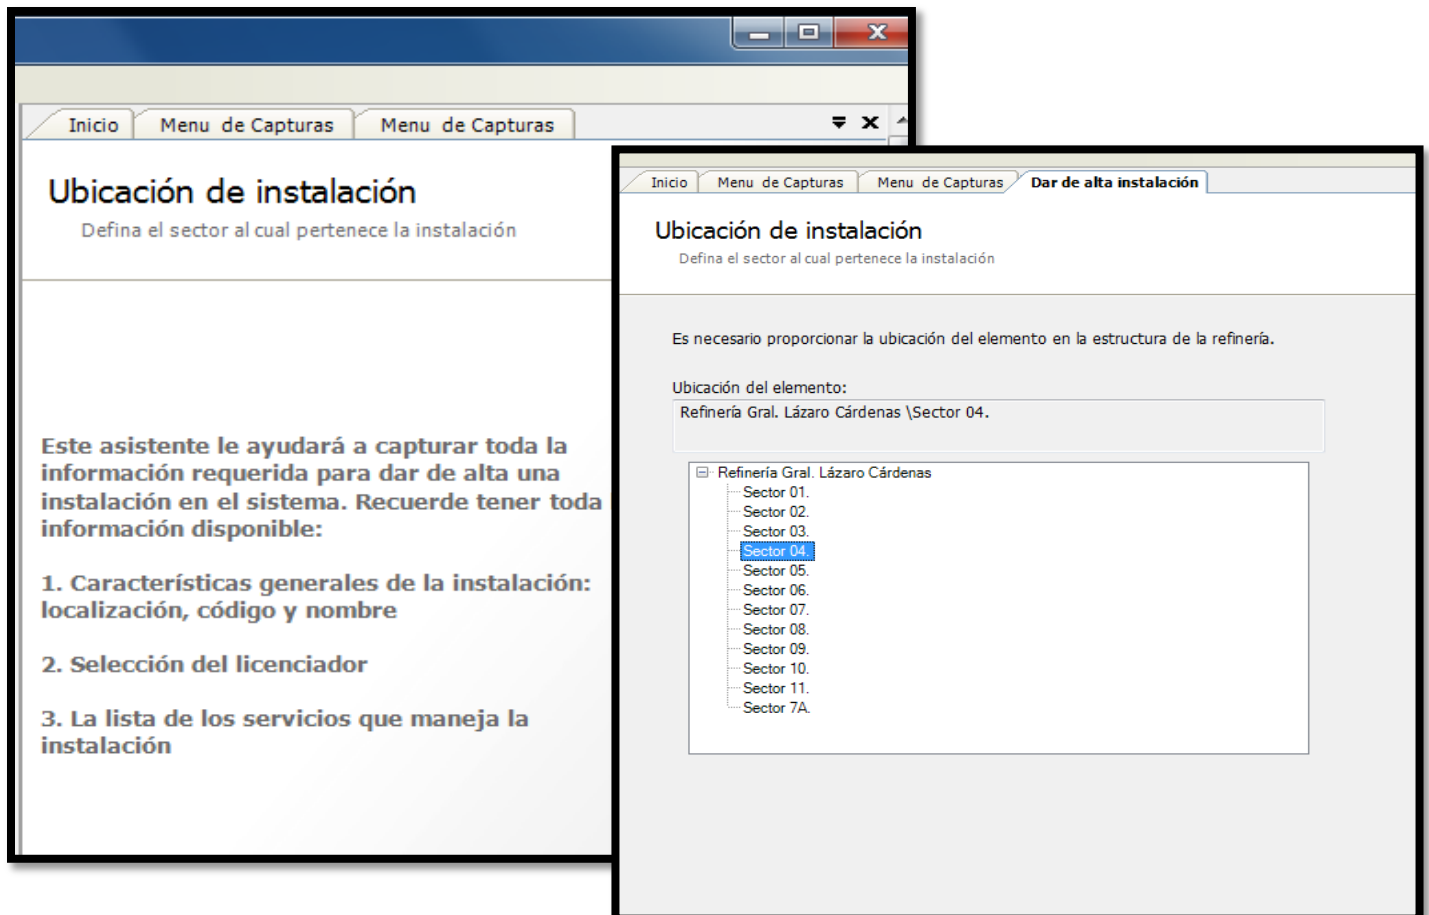 Inicio Menu de Capturas Menu de Capturas
Ubicación de instalación
Defina el sector al cual pertenece la instalación
Este asistente le ayudará a capturar toda la
información requerida para dar de alta una
instalación en el sistema. Recuerde tener toda
información disponible:
1. Características generales de la instalación:
localización, código y nombre
2. Selección del licenciador
3. La lista de los servicios que maneja la
instalación
Inicio Menu de Capturas Menu de Capturas Dar de alta instalación
Ubicación de instalación
Defina el sector al cual pertenece la instalación
Es necesario proporcionar la ubicación del elemento en la estructura de la refinería.
Ubicación del elemento:
Refinería Gral. Lázaro Cárdenas \Sector 04.
Refinería Gral. Lázaro Cárdenas
Sector 01.
Sector 02.
Sector 03.
Sector 04.
Sector 05.
Sector 06.
Sector 07.
Sector 08.
Sector 09.
Sector 10.
Sector 11.
Sector 7A.